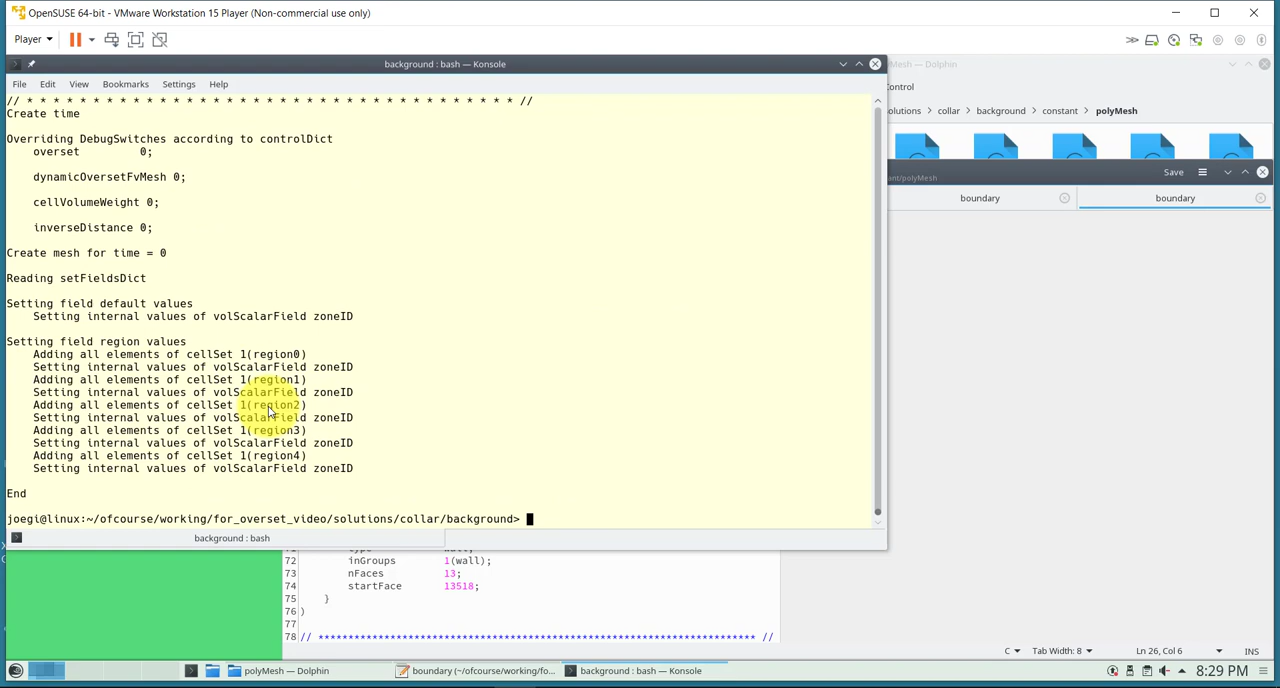 OpenSUSE 64-bit - VMware Workstation 15 Player (Non-commercial use only)
Player
background : bash — Konsole
Mesh — Dolphin
File Edit View Bookmarks Settings Help
ontrol
// * * * * * * * * * * * * * * * * * * * * * * * * * * * * * * * * * * * * * //
Create time
olutions > collar > background > constant > polyMesh
Overriding DebugSwitches according to controlDict
overset 0;
dynamicOversetFvMesh 0;
ant/polyMesh
Save
cellVolumeWeight 0;
boundary
boundary
inverseDistance 0;
Create mesh for time = 0
Reading setFieldsDict
Setting field default values
Setting internal values of volScalarField zoneID
Setting field region values
Adding all elements of cellSet 1(region0)
Setting internal values of volScalarField zoneID
Adding all elements of cellSet 1(region1)
Setting internal values of volScalarField zoneID
Adding all elements of cellSet 1(region2)
Setting internal values of volScalarField zoneID
Adding all elements of cellSet 1(region3)
Setting internal values of volScalarField zoneID
Adding all elements of cellSet 1(region4)
Setting internal values of volScalarField zoneID
End
joegi@linux:~/ofcourse/working/for_overset_video/solutions/collar/background>
background : bash
72 inGroups 1(wall);
73 nFaces 13;
74 startFace 13518;
75 }
76 )
77
78 // ************************************************************************* //
C Tab Width: 8 Ln 26, Col 6 INS
polyMesh — Dolphin
boundary (~/ofcourse/working/fo...
background : bash — Konsole
8:29 PM